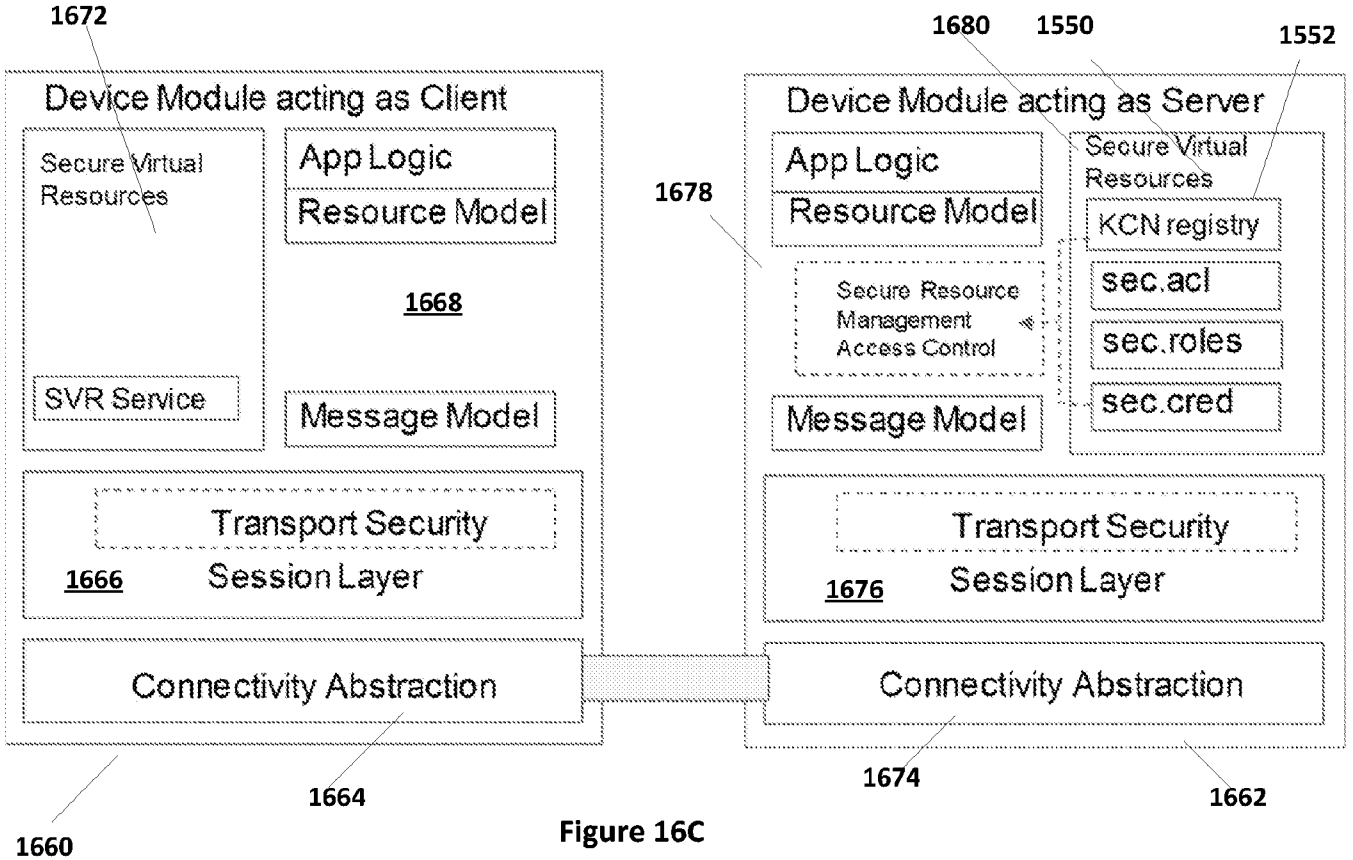 1672
1680
1550
1552
Device Module acting as Client
Secure Virtual
Resources
App Logic
Resource Model
1668
SVR Service
Message Model
Transport Security
1666
Session Layer
Connectivity Abstraction
1664
1660
Device Module acting as Server
App Logic
Resource Model
1678
Secure Virtual
Resources
KCN registry
sec.acl
sec.roles
sec.cred
Secure Resource
Management
Access Control
Message Model
Transport Security
1676
Session Layer
Connectivity Abstraction
1674
1662
Figure 16C